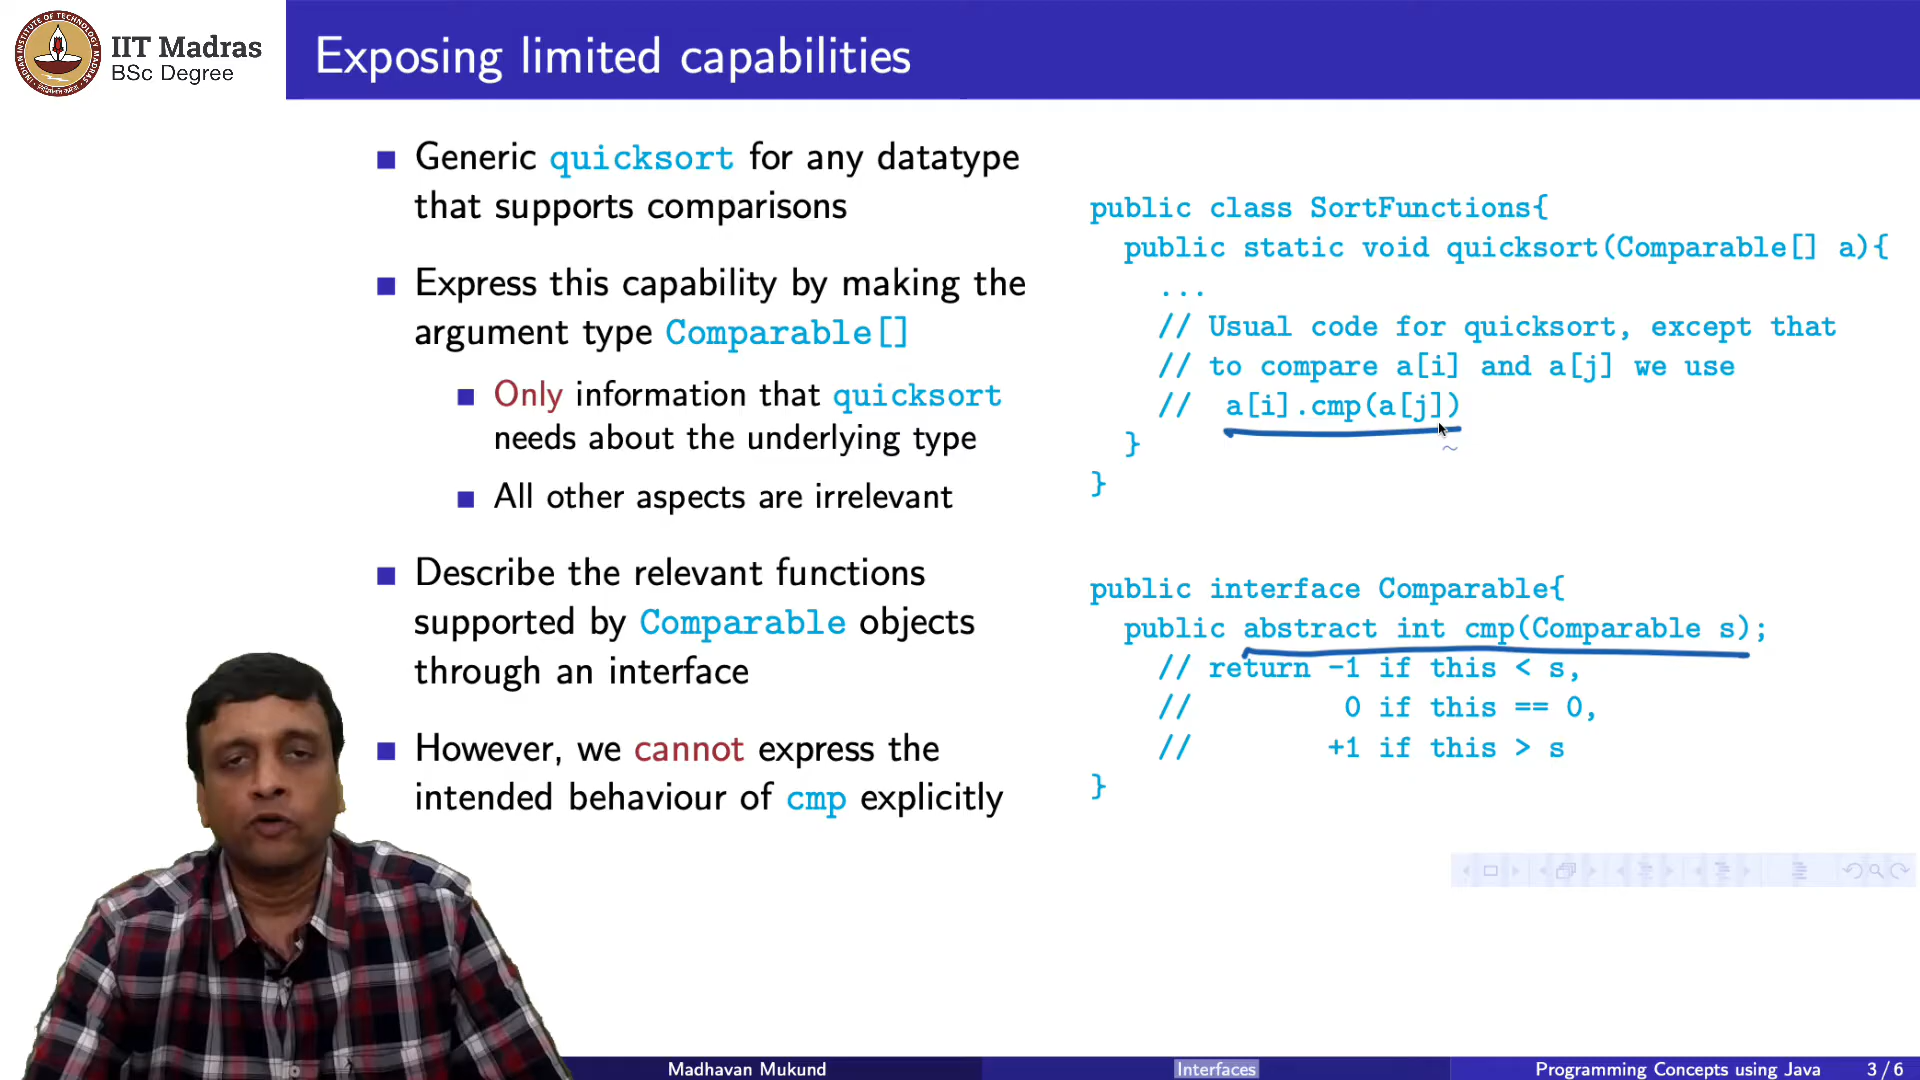 IIT Madras
BSc Degree
Exposing limited capabilities
Generic quicksort for any datatype
that supports comparisons
Express this capability by making the
argument type Comparable[]
Only information that quicksort
needs about the underlying type
All other aspects are irrelevant
Describe the relevant functions
supported by Comparable objects
through an interface
However, we cannot express the
intended behaviour of cmp explicitly
public class SortFunctions{
public static void quicksort(Comparable[] a){
...
// Usual code for quicksort, except that
// to compare a[i] and a[j] we use
// a[i].cmp(a[j])
}
}
public interface Comparable{
public abstract int cmp(Comparable s);
// return -1 if this < s,
// 0 if this == 0,
// +1 if this > s
}
Madhavan Mukund
Interfaces
Programming Concepts using Java
3 / 6